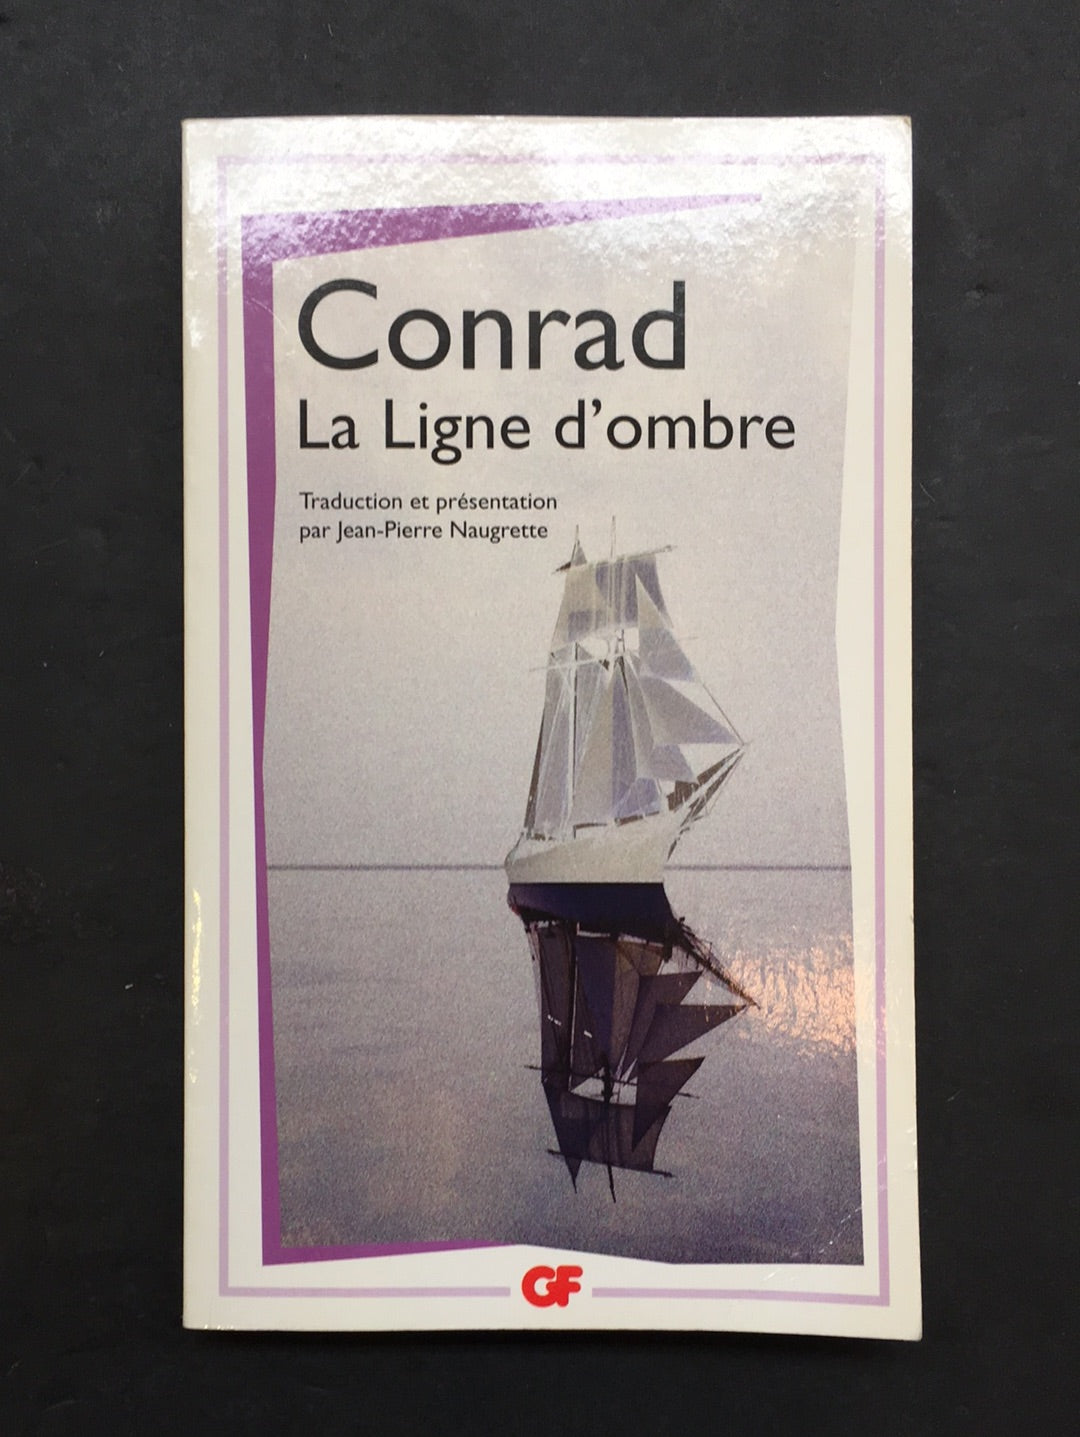 Conrad
La Ligne d'ombre
Traduction et présentation
par Jean-Pierre Naugrette
GF